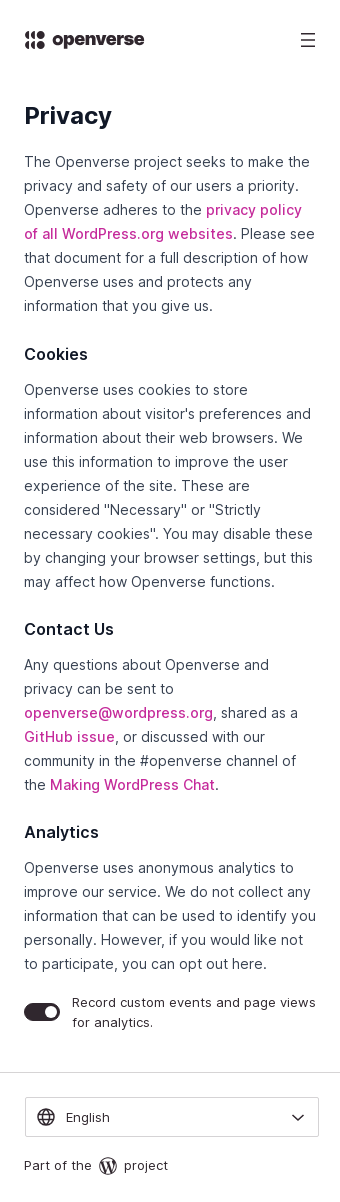 openverse
Privacy
The Openverse project seeks to make the
privacy and safety of our users a priority.
Openverse adheres to the privacy policy
of all WordPress.org websites. Please see
that document for a full description of how
Openverse uses and protects any
information that you give us.
Cookies
Openverse uses cookies to store
information about visitor's preferences and
information about their web browsers. We
use this information to improve the user
experience of the site. These are
considered "Necessary" or "Strictly
necessary cookies". You may disable these
by changing your browser settings, but this
may affect how Openverse functions.
Contact Us
Any questions about Openverse and
privacy can be sent to
openverse@wordpress.org, shared as a
GitHub issue, or discussed with our
community in the #openverse channel of
the Making WordPress Chat.
Analytics
Openverse uses anonymous analytics to
improve our service. We do not collect any
information that can be used to identify you
personally. However, if you would like not
to participate, you can opt out here.
Record custom events and page views
for analytics.
English
Part of the project